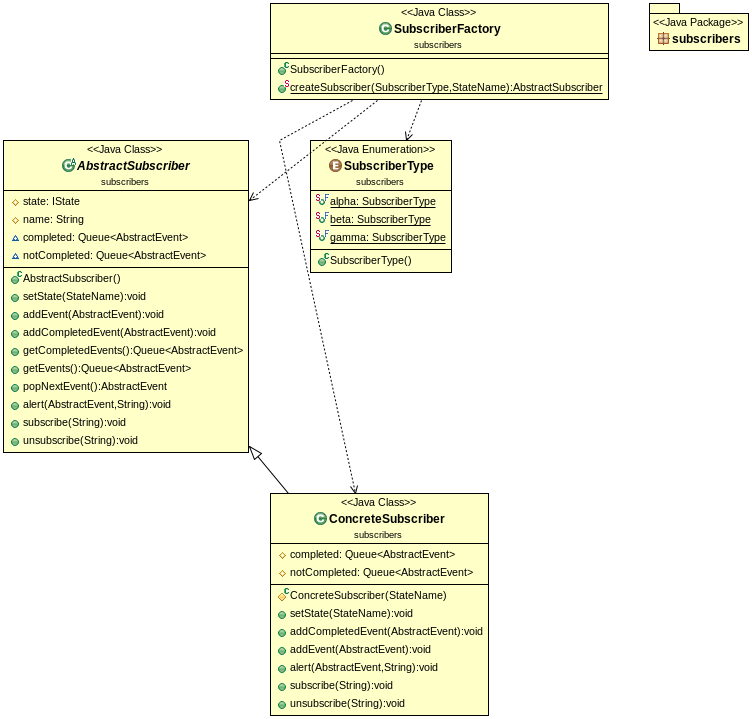 <<Java Class>>
SubscriberFactory
subscribers
SubscriberFactory()
createSubscriber(SubscriberType,StateName):AbstractSubscriber
<<Java Package>>
subscribers
<<Java Class>>
AbstractSubscriber
subscribers
state: IState
name: String
completed: Queue<AbstractEvent>
notCompleted: Queue<AbstractEvent>
AbstractSubscriber()
setState(StateName):void
addEvent(AbstractEvent):void
addCompletedEvent(AbstractEvent):void
getCompletedEvents():Queue<AbstractEvent>
getEvents():Queue<AbstractEvent>
popNextEvent():AbstractEvent
alert(AbstractEvent,String):void
subscribe(String):void
unsubscribe(String):void
<<Java Enumeration>>
SubscriberType
subscribers
alpha: SubscriberType
beta: SubscriberType
gamma: SubscriberType
SubscriberType()
<<Java Class>>
ConcreteSubscriber
subscribers
completed: Queue<AbstractEvent>
notCompleted: Queue<AbstractEvent>
ConcreteSubscriber(StateName)
setState(StateName):void
addCompletedEvent(AbstractEvent):void
addEvent(AbstractEvent):void
alert(AbstractEvent,String):void
subscribe(String):void
unsubscribe(String):void